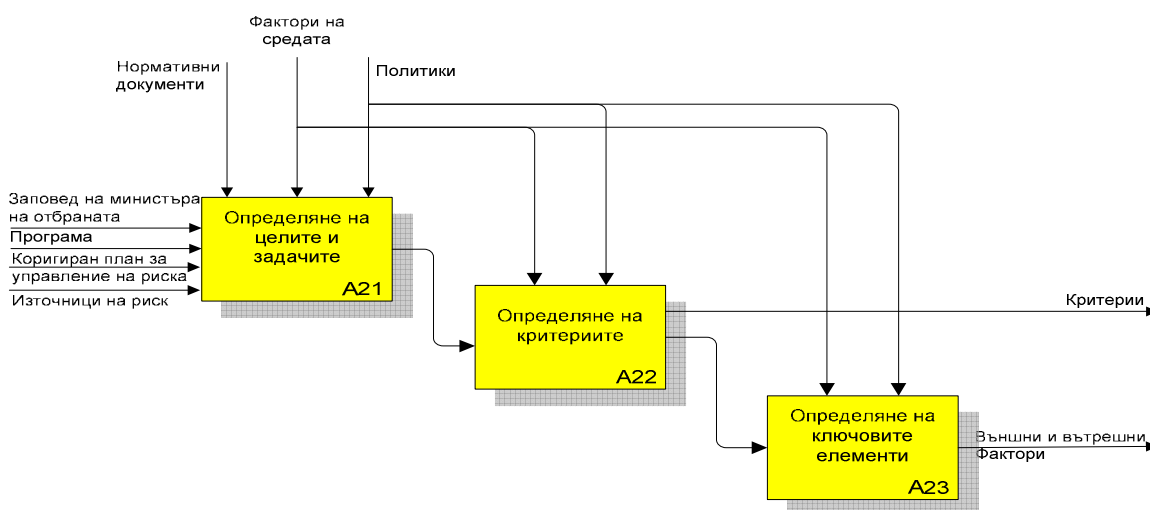 Фактори на
средата
Нормативни
документи
Политики
Заповед на министъра
на отбраната
Програма
Коригиран план за
управление на риска
Източници на риск
Определяне на
целите и
задачите
A21
Определяне на
критериите
A22
Критерии
Определяне на
ключовите
елементи
A23
Външни и вътрешни
Фактори